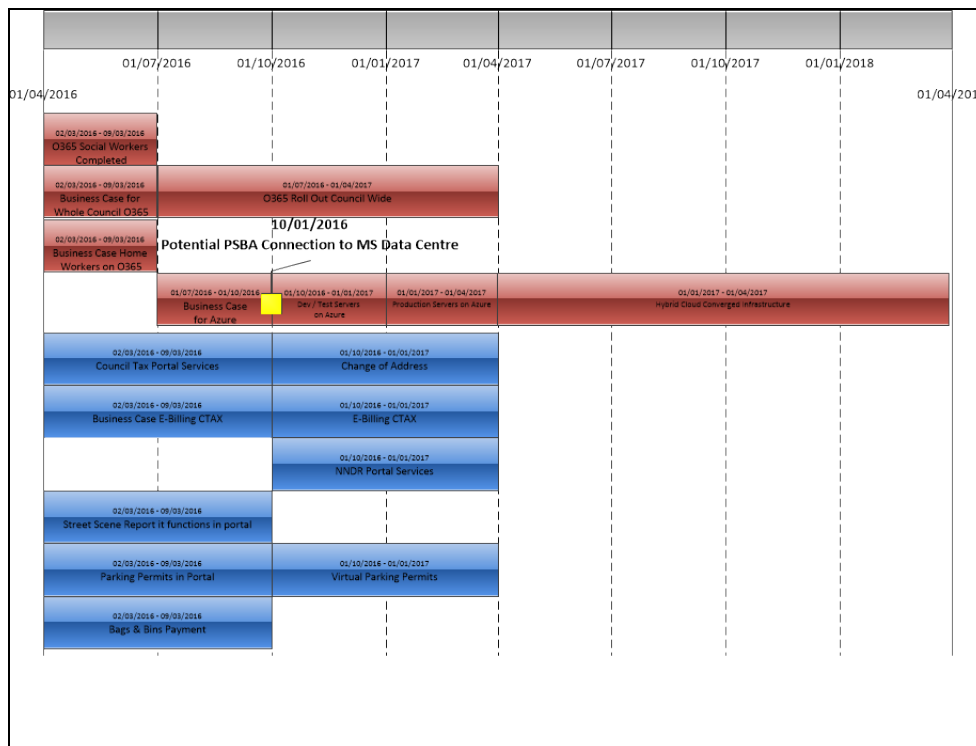 01/07/2016 01/10/2016 01/01/2017 01/04/2017 01/07/2017 01/10/2017 01/01/2018
01/04/2016 01/04/201
02/03/2016 - 09/03/2016
O365 Social Workers
Completed
02/03/2016 - 09/03/2016
Business Case for
Whole Council O365
01/07/2016 - 01/04/2017
O365 Roll Out Council Wide
02/03/2016 - 09/03/2016
Business Case Home
Workers on O365
10/01/2016
Potential PSBA Connection to MS Data Centre
01/07/2016 - 01/10/2016
Business Case
for Azure
01/10/2016 - 01/01/2017
Dev / Test Servers
on Azure
01/01/2017 - 01/04/2017
Production Servers on Azure
01/01/2017 - 01/04/2017
Hybrid Cloud Converged Infrastructure
02/03/2016 - 09/03/2016
Council Tax Portal Services
01/10/2016 - 01/01/2017
Change of Address
02/03/2016 - 09/03/2016
Business Case E-Billing CTAX
01/10/2016 - 01/01/2017
E-Billing CTAX
01/10/2016 - 01/01/2017
NNDR Portal Services
02/03/2016 - 09/03/2016
Street Scene Report it functions in portal
02/03/2016 - 09/03/2016
Parking Permits in Portal
01/10/2016 - 01/01/2017
Virtual Parking Permits
02/03/2016 - 09/03/2016
Bags & Bins Payment